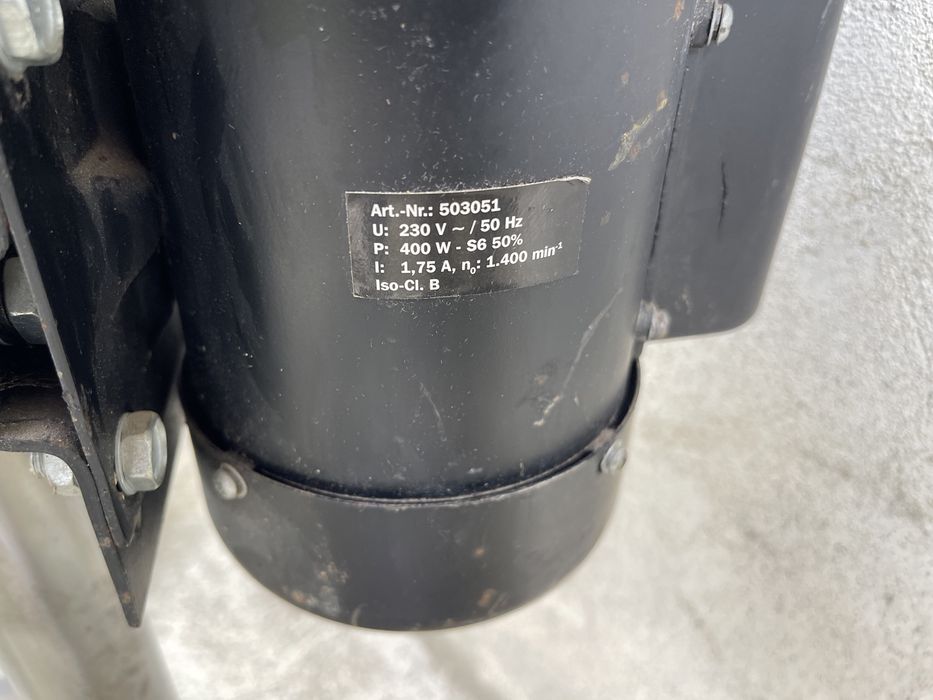 Art.-Nr.: 503051
U: 230 V ~ / 50 Hz
P: 400 W - S6 50%
I: 1,75 A, n₀: 1.400 min⁻¹
Iso-Cl. B